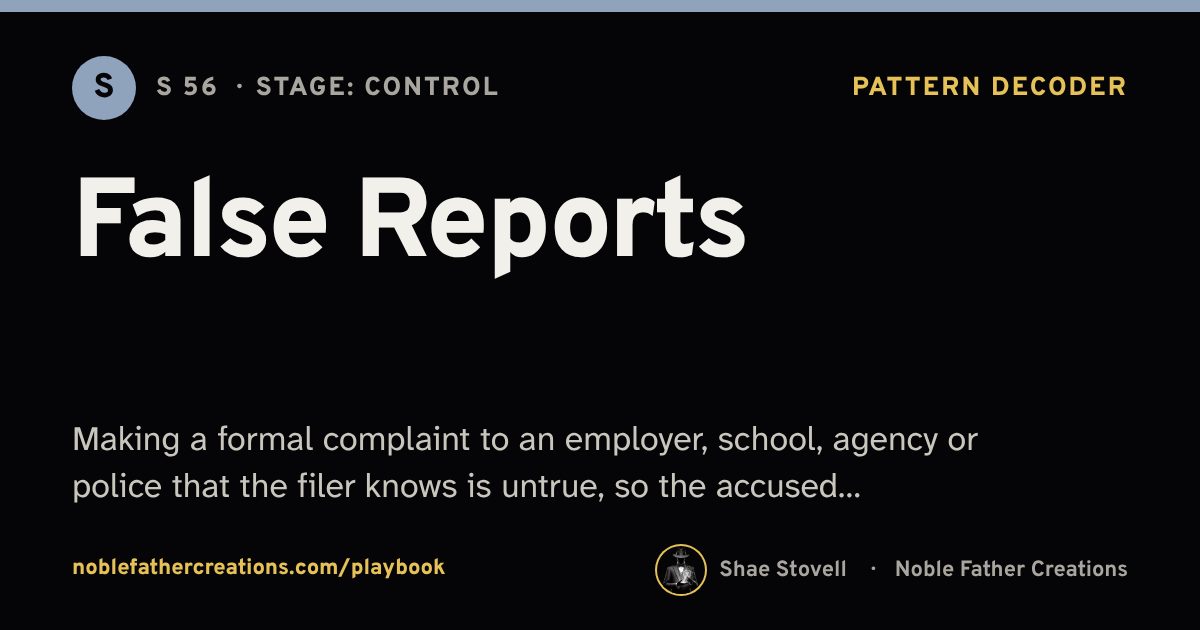 S
S 56 · STAGE: CONTROL
PATTERN DECODER
False Reports
Making a formal complaint to an employer, school, agency or
police that the filer knows is untrue, so the accused...
noblefathercreations.com/playbook
Shae Stovell · Noble Father Creations